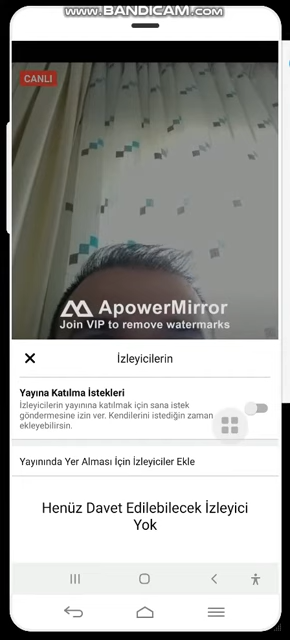 www.BANDICAM.com
CANLI
ApowerMirror
Join VIP to remove watermarks
İzleyicilerin
Yayına Katılma İstekleri
İzleyicilerin yayınına katılmak için sana istek
göndermesine izin ver. Kendilerini istediğin zaman
ekleyebilirsin.
Yayınında Yer Alması İçin İzleyiciler Ekle
Henüz Davet Edilebilecek İzleyici
Yok